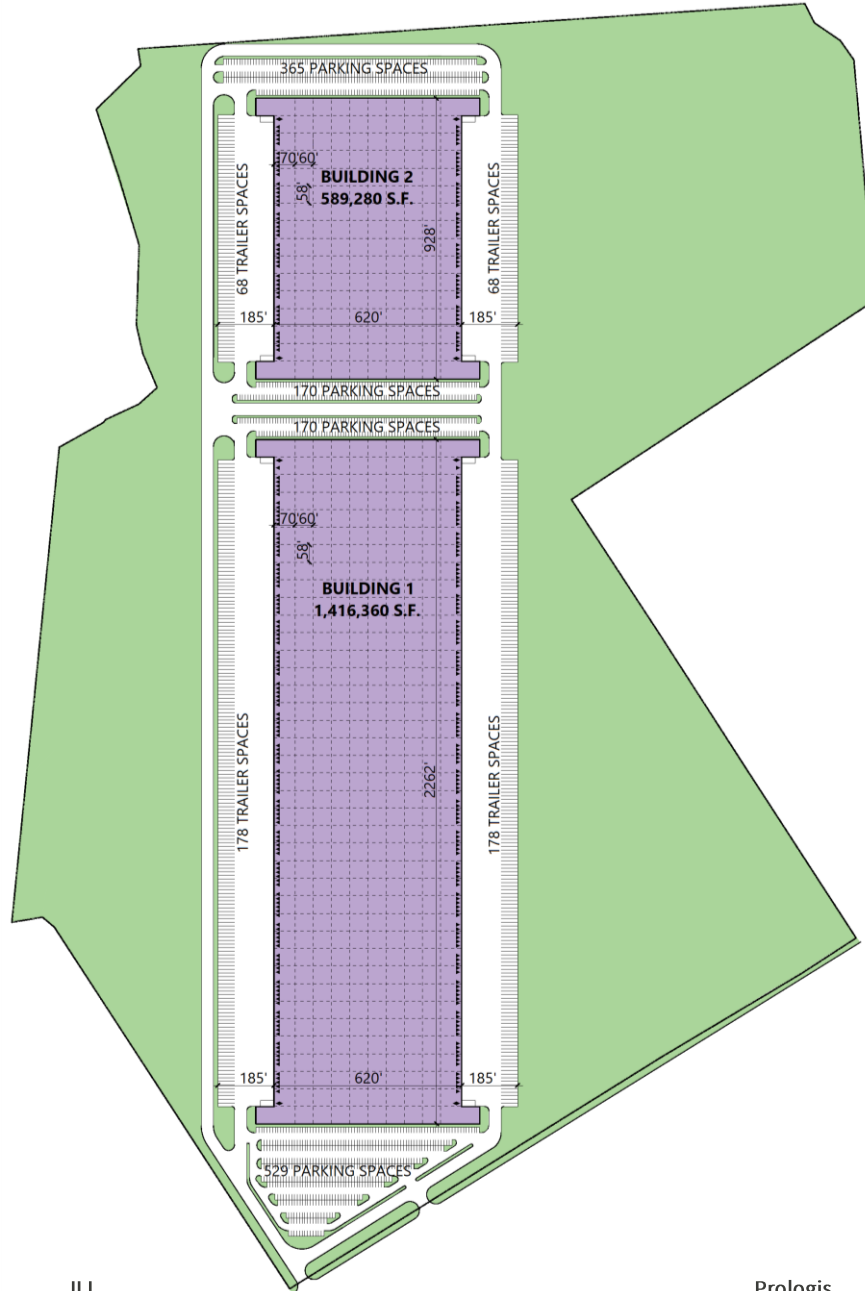 365 PARKING SPACES
70'60'
BUILDING 2
589,280 S.F.
58'
68 TRAILER SPACES
68 TRAILER SPACES
928'
185'
620'
185'
170 PARKING SPACES
170 PARKING SPACES
70'60'
58'
BUILDING 1
1,416,360 S.F.
178 TRAILER SPACES
178 TRAILER SPACES
2262'
185'
620'
185'
529 PARKING SPACES
Prologis